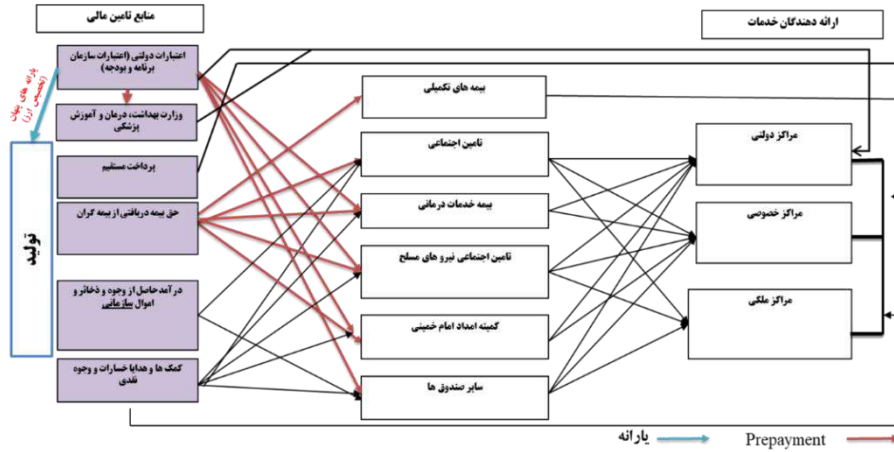 منابع تامین مالی
ارائه دهندگان خدمات
اعتبارات دولتی (اعتبارات سازمان
برنامه و بودجه)
یارانه های پنهان
(تخصیص ارز)
وزارت بهداشت، درمان و آموزش
پزشکی
پرداخت مستقیم
حق بیمه دریافتی از بیمه گران
تولید
درآمد حاصل از وجوه و ذخائر و
اموال سازمانی
کمک ها و هدایا خسارات و وجوه
نقدی
بیمه های تکمیلی
تامین اجتماعی
بیمه خدمات درمانی
تامین اجتماعی نیرو های مسلح
کمیته امداد امام خمینی
سایر صندوق ها
مراکز دولتی
مراکز خصوصی
مراکز ملکی
یارانه
Prepayment